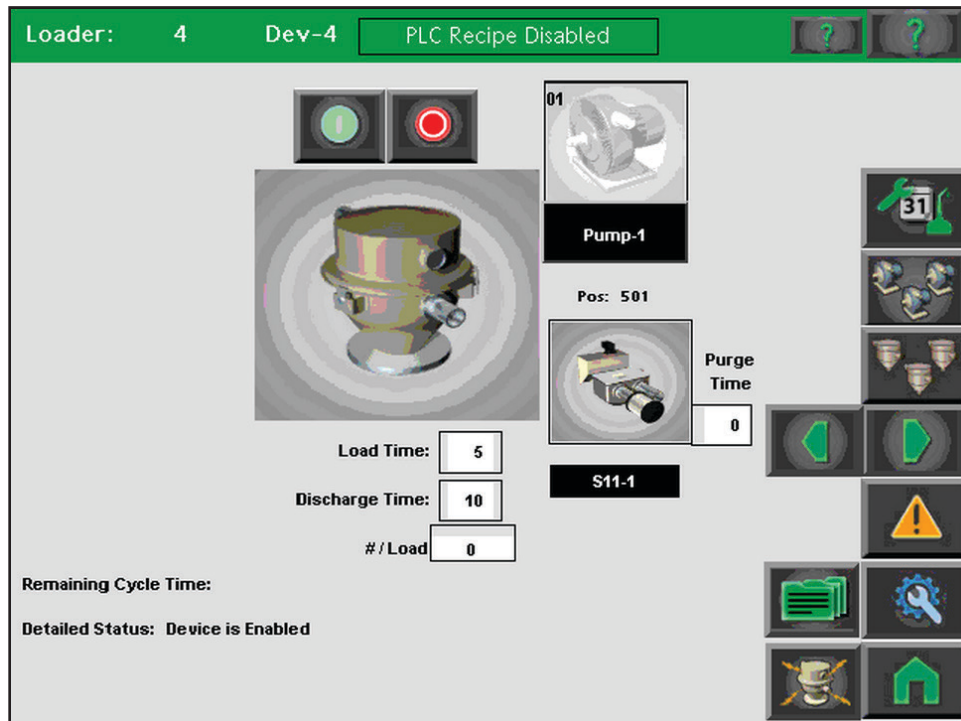 Loader: 4 Dev-4 PLC Recipe Disabled
? ?
01
Pump-1
31
Pos: 501
Purge
Time
0
Load Time: 5
S11-1
Discharge Time: 10
#/Load 0
Remaining Cycle Time:
Detailed Status: Device is Enabled